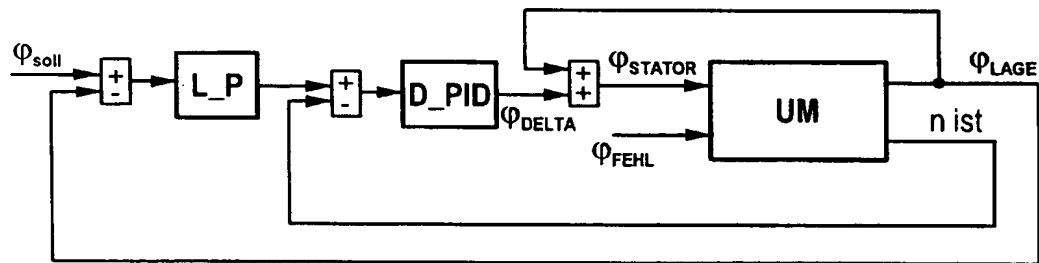 φsoll
+
-
L_P
+
-
D_PID
φDELTA
+
+
φSTATOR
φFEHL
UM
φLAGE
n ist